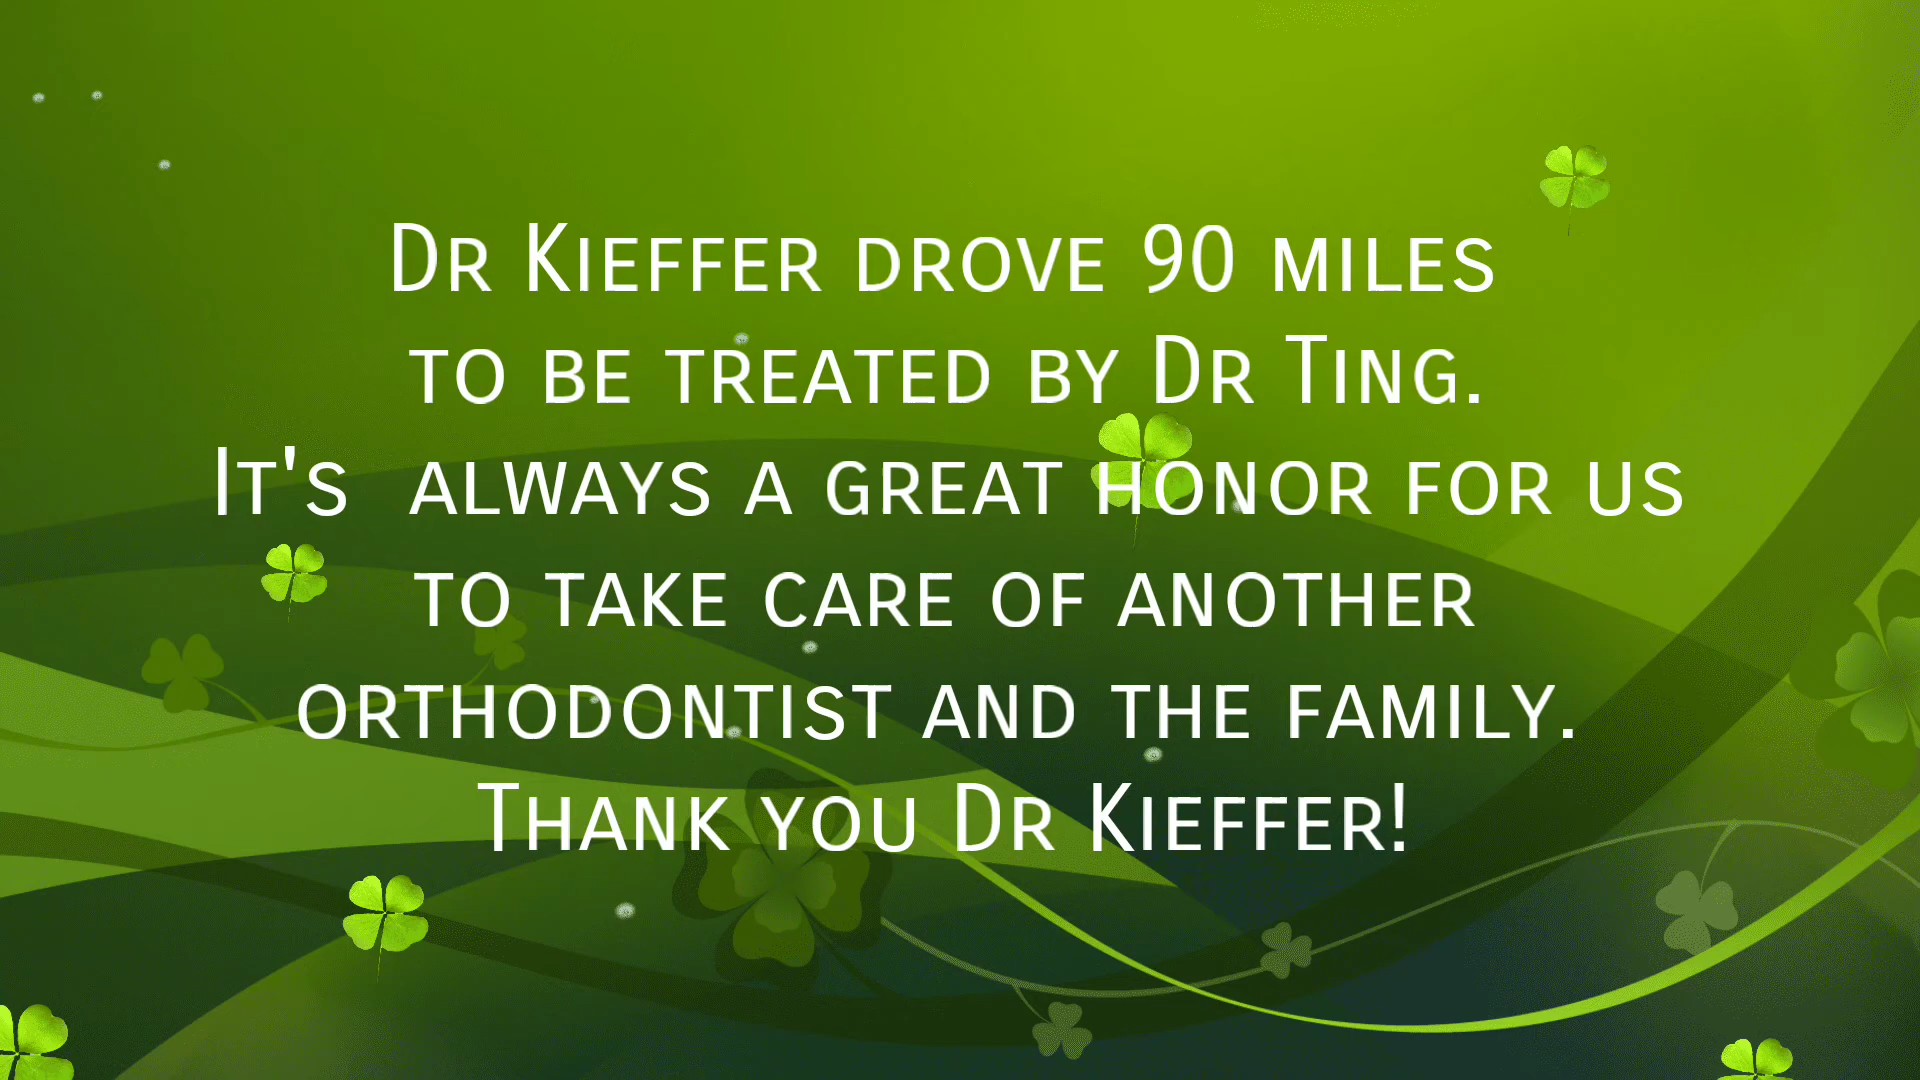 Dr Kieffer drove 90 miles
to be treated by Dr Ting.
It's  always a great honor for us
to take care of another
orthodontist and the family.
Thank you Dr Kieffer!